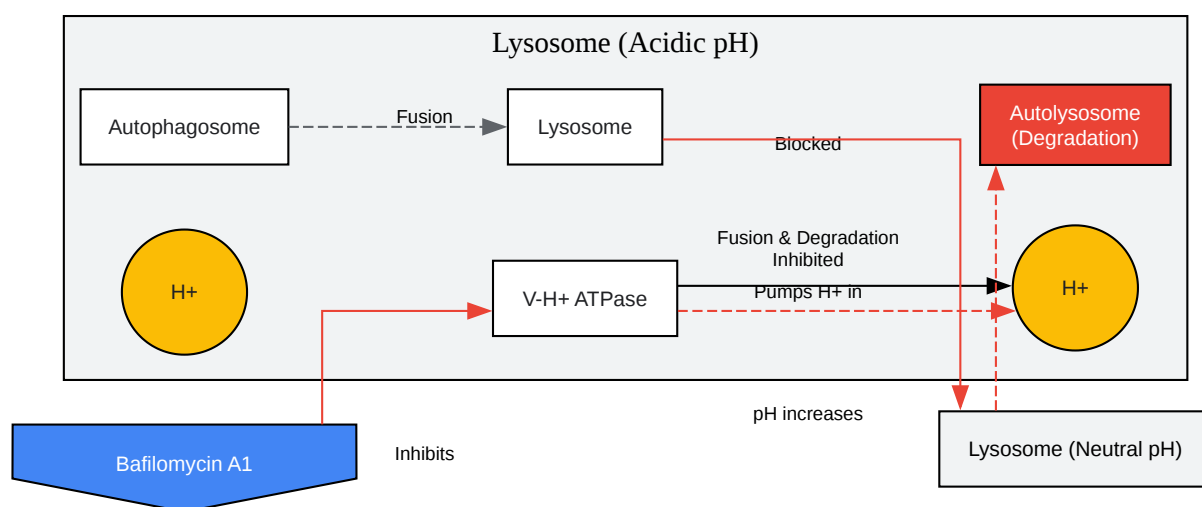 Lysosome (Acidic pH)
Autophagosome
Fusion
Lysosome
Blocked
Autolysosome
(Degradation)
H+
V-H+ ATPase
Fusion & Degradation
Inhibited
Pumps H+ in
H+
Bafilomycin A1
Inhibits
pH increases
Lysosome (Neutral pH)